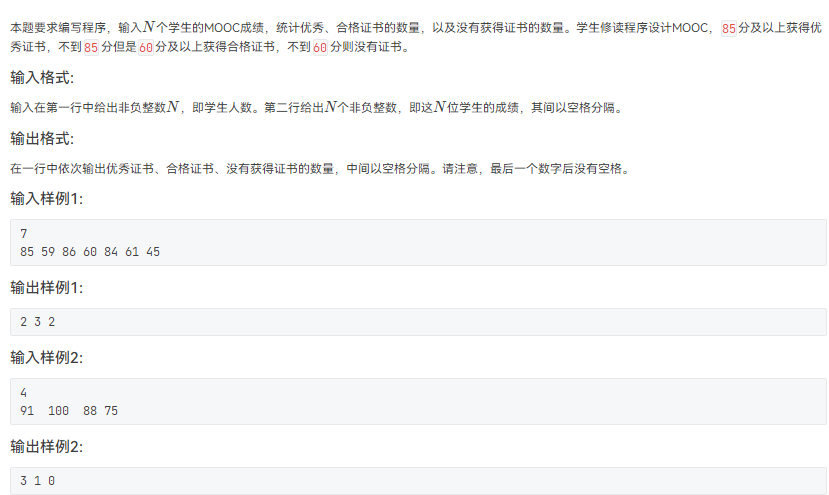 本题要求编写程序，输入N个学生的MOOC成绩，统计优秀、合格证书的数量，以及没有获得证书的数量。学生修读程序设计MOOC，85分及以上获得优
秀证书，不到85分但是60分及以上获得合格证书，不到60分则没有证书。
输入格式:
输入在第一行中给出非负整数N，即学生人数。第二行给出N个非负整数，即这N位学生的成绩，其间以空格分隔。
输出格式:
在一行中依次输出优秀证书、合格证书、没有获得证书的数量，中间以空格分隔。请注意，最后一个数字后没有空格。
输入样例1:
7
85 59 86 60 84 61 45
输出样例1:
2 3 2
输入样例2:
4
91  100  88 75
输出样例2:
3 1 0